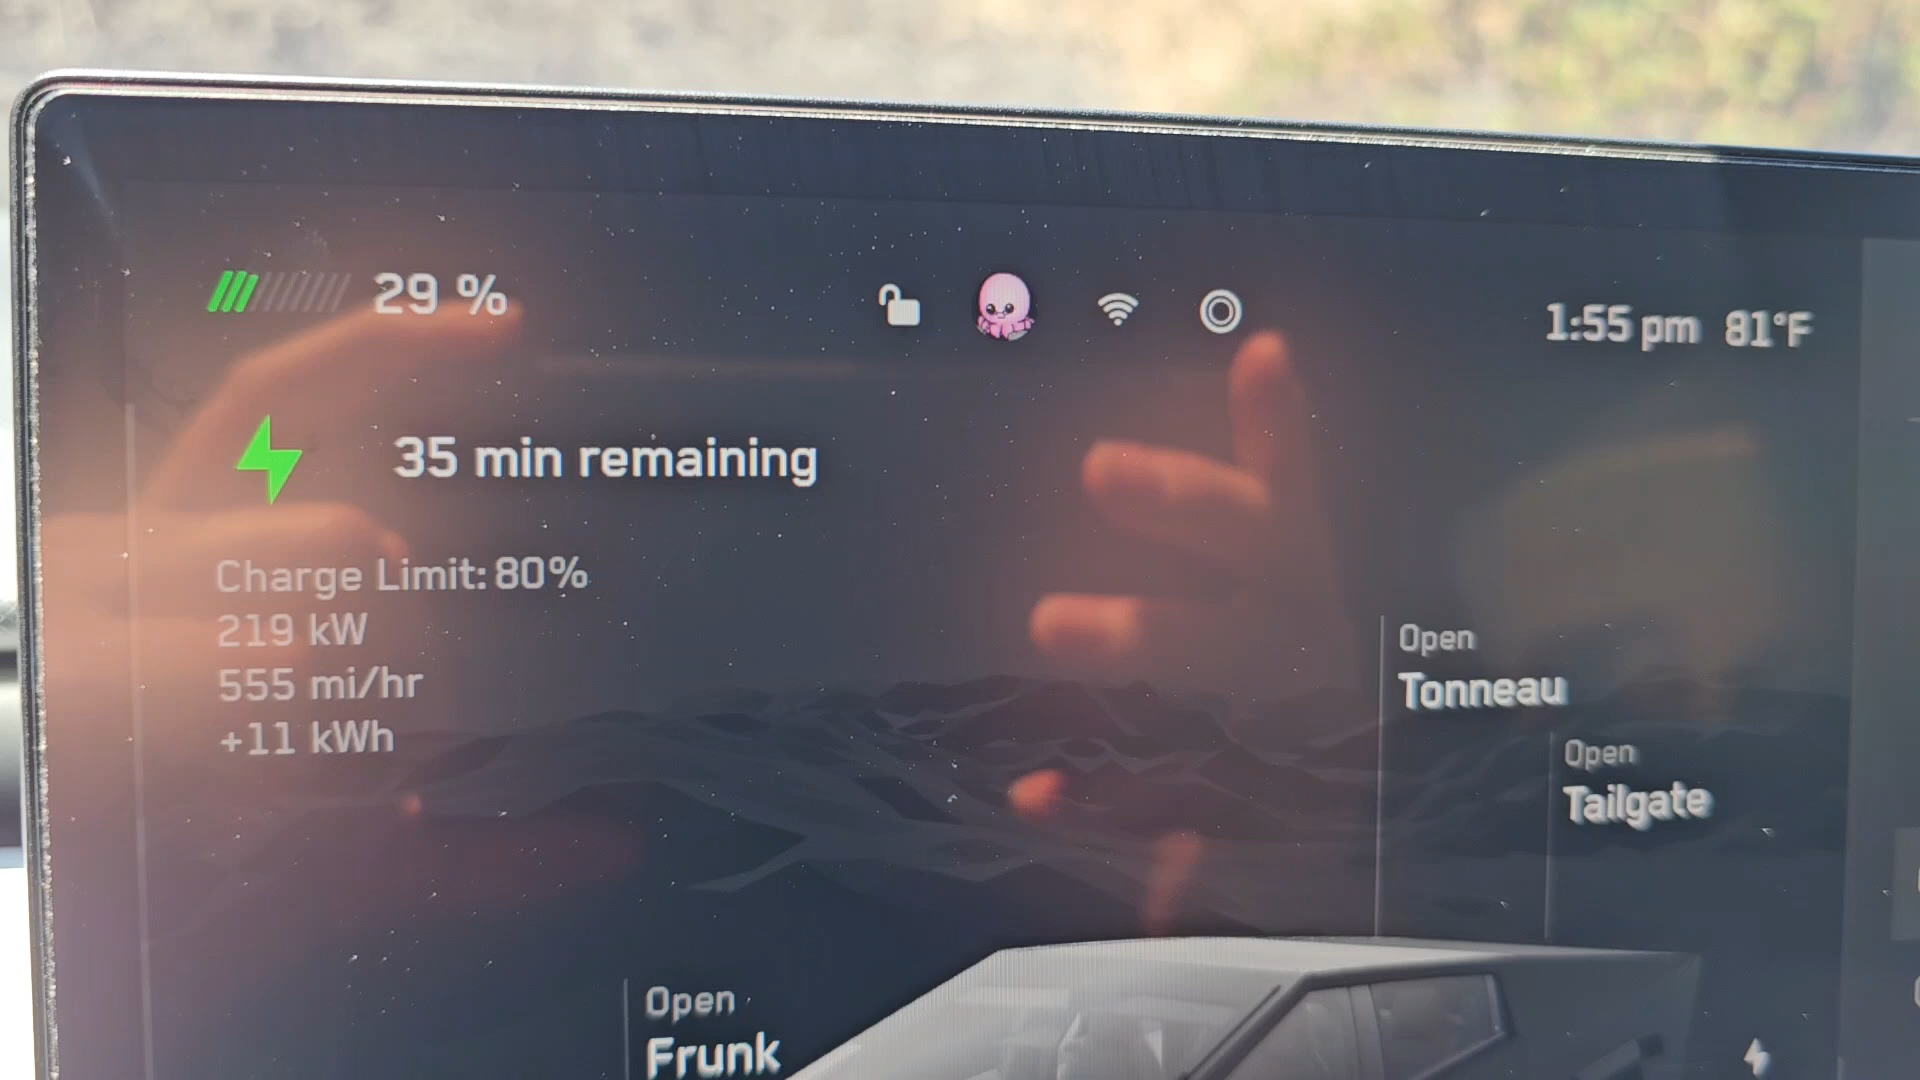 29 %
1:55 pm 81°F
35 min remaining
Charge Limit: 80%
219 kW
555 mi/hr
+11 kWh
Open
Tonneau
Open
Tailgate
Open
Frunk